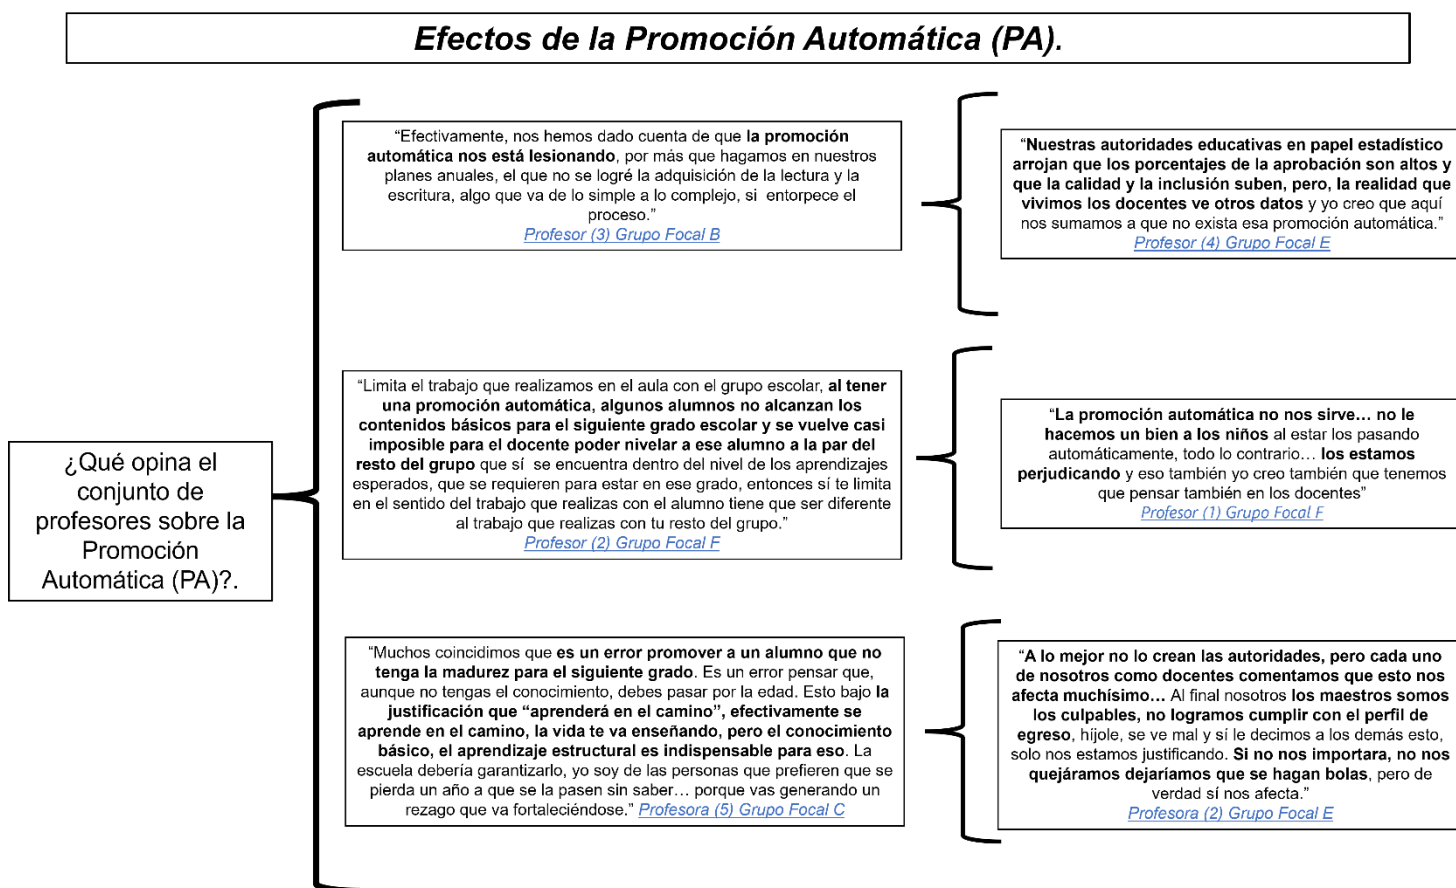 Efectos de la Promoción Automática (PA).
¿Qué opina el
conjunto de
profesores sobre la
Promoción
Automática (PA)?.
“Efectivamente, nos hemos dado cuenta de que la promoción
automática nos está lesionando, por más que hagamos en nuestros
planes anuales, el que no se logré la adquisición de la lectura y la
escritura, algo que va de lo simple a lo complejo, si entorpece el
proceso.”
Profesor (3) Grupo Focal B
“Nuestras autoridades educativas en papel estadístico
arrojan que los porcentajes de la aprobación son altos y
que la calidad y la inclusión suben, pero, la realidad que
vivimos los docentes ve otros datos y yo creo que aquí
nos sumamos a que no exista esa promoción automática.”
Profesor (4) Grupo Focal E
“Limita el trabajo que realizamos en el aula con el grupo escolar, al tener
una promoción automática, algunos alumnos no alcanzan los
contenidos básicos para el siguiente grado escolar y se vuelve casi
imposible para el docente poder nivelar a ese alumno a la par del
resto del grupo que sí se encuentra dentro del nivel de los aprendizajes
esperados, que se requieren para estar en ese grado, entonces sí te limita
en el sentido del trabajo que realizas con el alumno tiene que ser diferente
al trabajo que realizas con tu resto del grupo.”
Profesor (2) Grupo Focal F
“La promoción automática no nos sirve… no le
hacemos un bien a los niños al estar los pasando
automáticamente, todo lo contrario… los estamos
perjudicando y eso también yo creo también que tenemos
que pensar también en los docentes”
Profesor (1) Grupo Focal F
“Muchos coincidimos que es un error promover a un alumno que no
tenga la madurez para el siguiente grado. Es un error pensar que,
aunque no tengas el conocimiento, debes pasar por la edad. Esto bajo la
justificación que “aprenderá en el camino”, efectivamente se
aprende en el camino, la vida te va enseñando, pero el conocimiento
básico, el aprendizaje estructural es indispensable para eso. La
escuela debería garantizarlo, yo soy de las personas que prefieren que se
pierda un año a que se la pasen sin saber… porque vas generando un
rezago que va fortaleciéndose.” Profesora (5) Grupo Focal C
“A lo mejor no lo crean las autoridades, pero cada uno
de nosotros como docentes comentamos que esto nos
afecta muchísimo… Al final nosotros los maestros somos
los culpables, no logramos cumplir con el perfil de
egreso, híjole, se ve mal y sí le decimos a los demás esto,
solo nos estamos justificando. Si no nos importara, no nos
quejáramos dejaríamos que se hagan bolas, pero de
verdad sí nos afecta.”
Profesora (2) Grupo Focal E